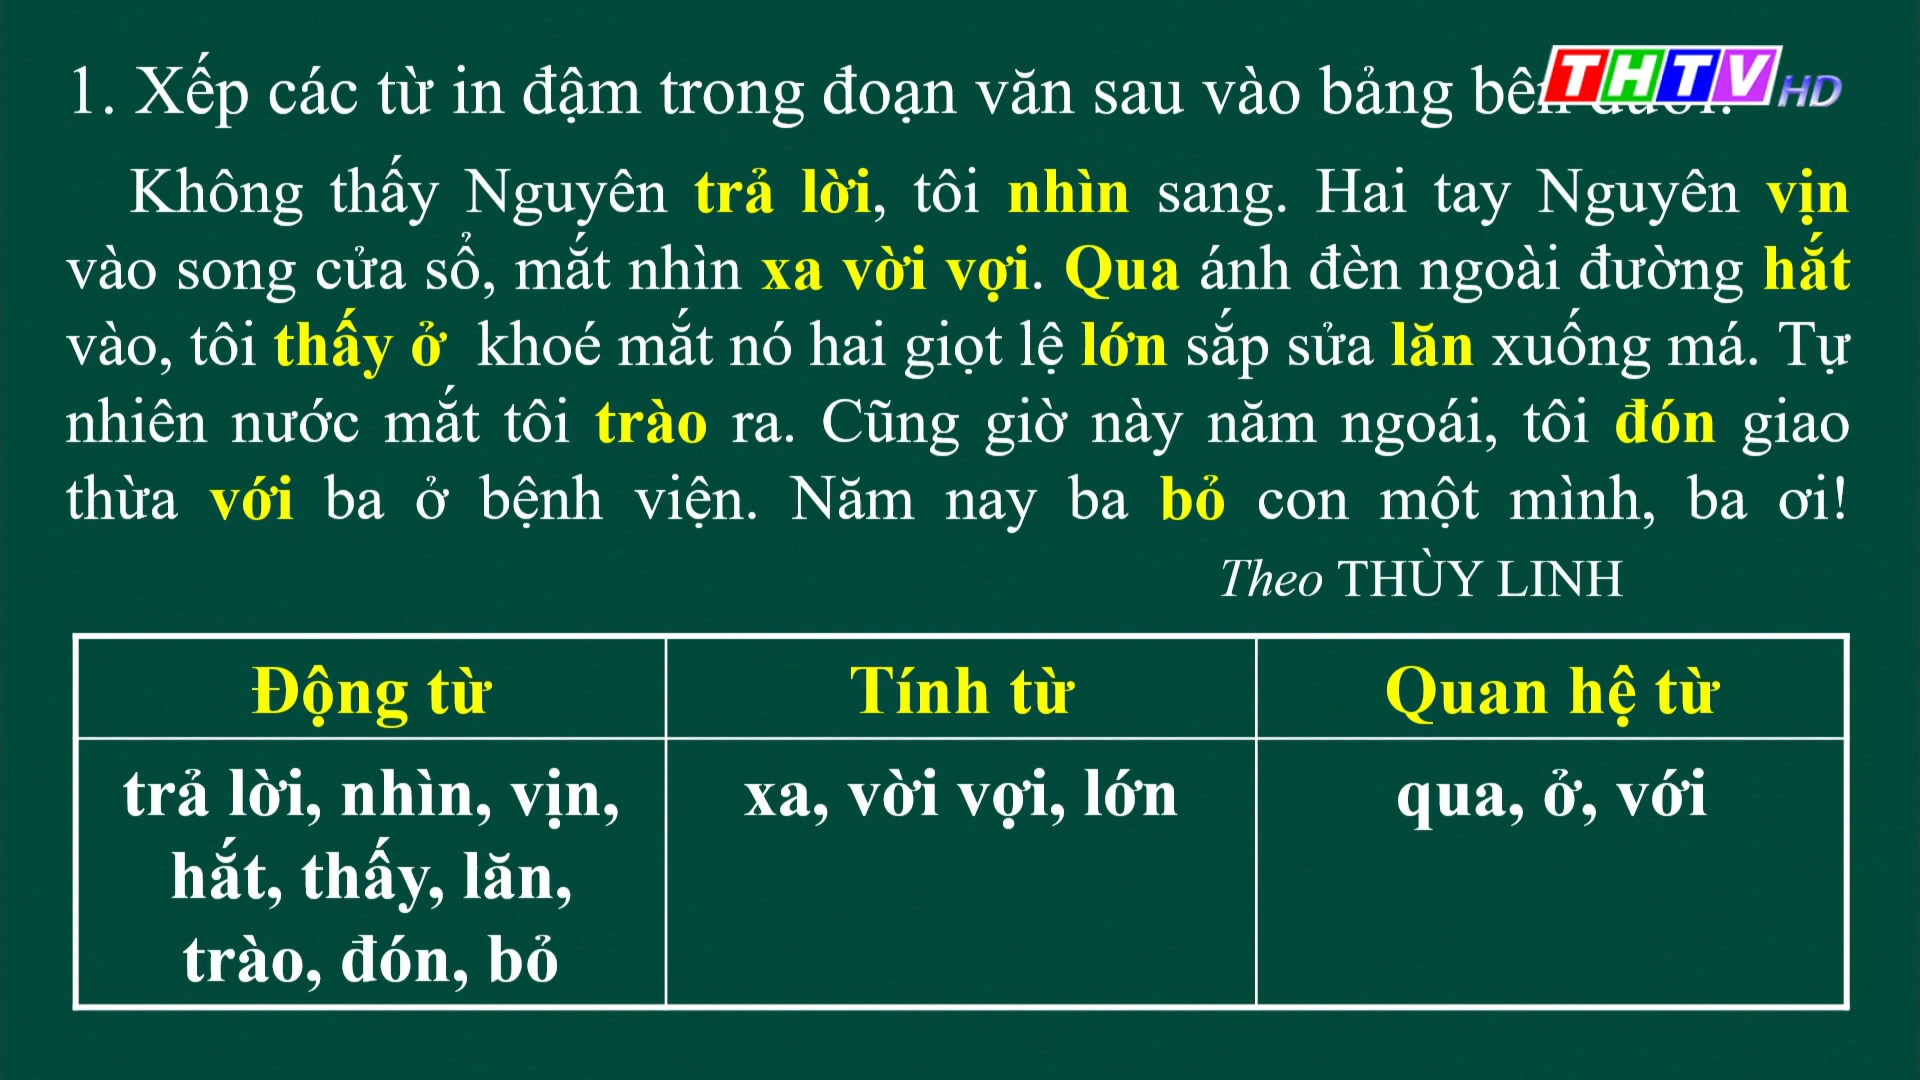 1. Xếp các từ in đậm trong đoạn văn sau vào bảng bên
THTV HD
Không thấy Nguyên trả lời, tôi nhìn sang. Hai tay Nguyên vịn
vào song cửa sổ, mắt nhìn xa vời vợi. Qua ánh đèn ngoài đường hắt
vào, tôi thấy ở khoé mắt nó hai giọt lệ lớn sắp sửa lăn xuống má. Tự
nhiên nước mắt tôi trào ra. Cũng giờ này năm ngoái, tôi đón giao
thừa với ba ở bệnh viện. Năm nay ba bỏ con một mình, ba ơi!
Theo THÙY LINH
Động từ
Tính từ
Quan hệ từ
trả lời, nhìn, vịn,
hắt, thấy, lăn,
trào, đón, bỏ
xa, vời vợi, lớn
qua, ở, với